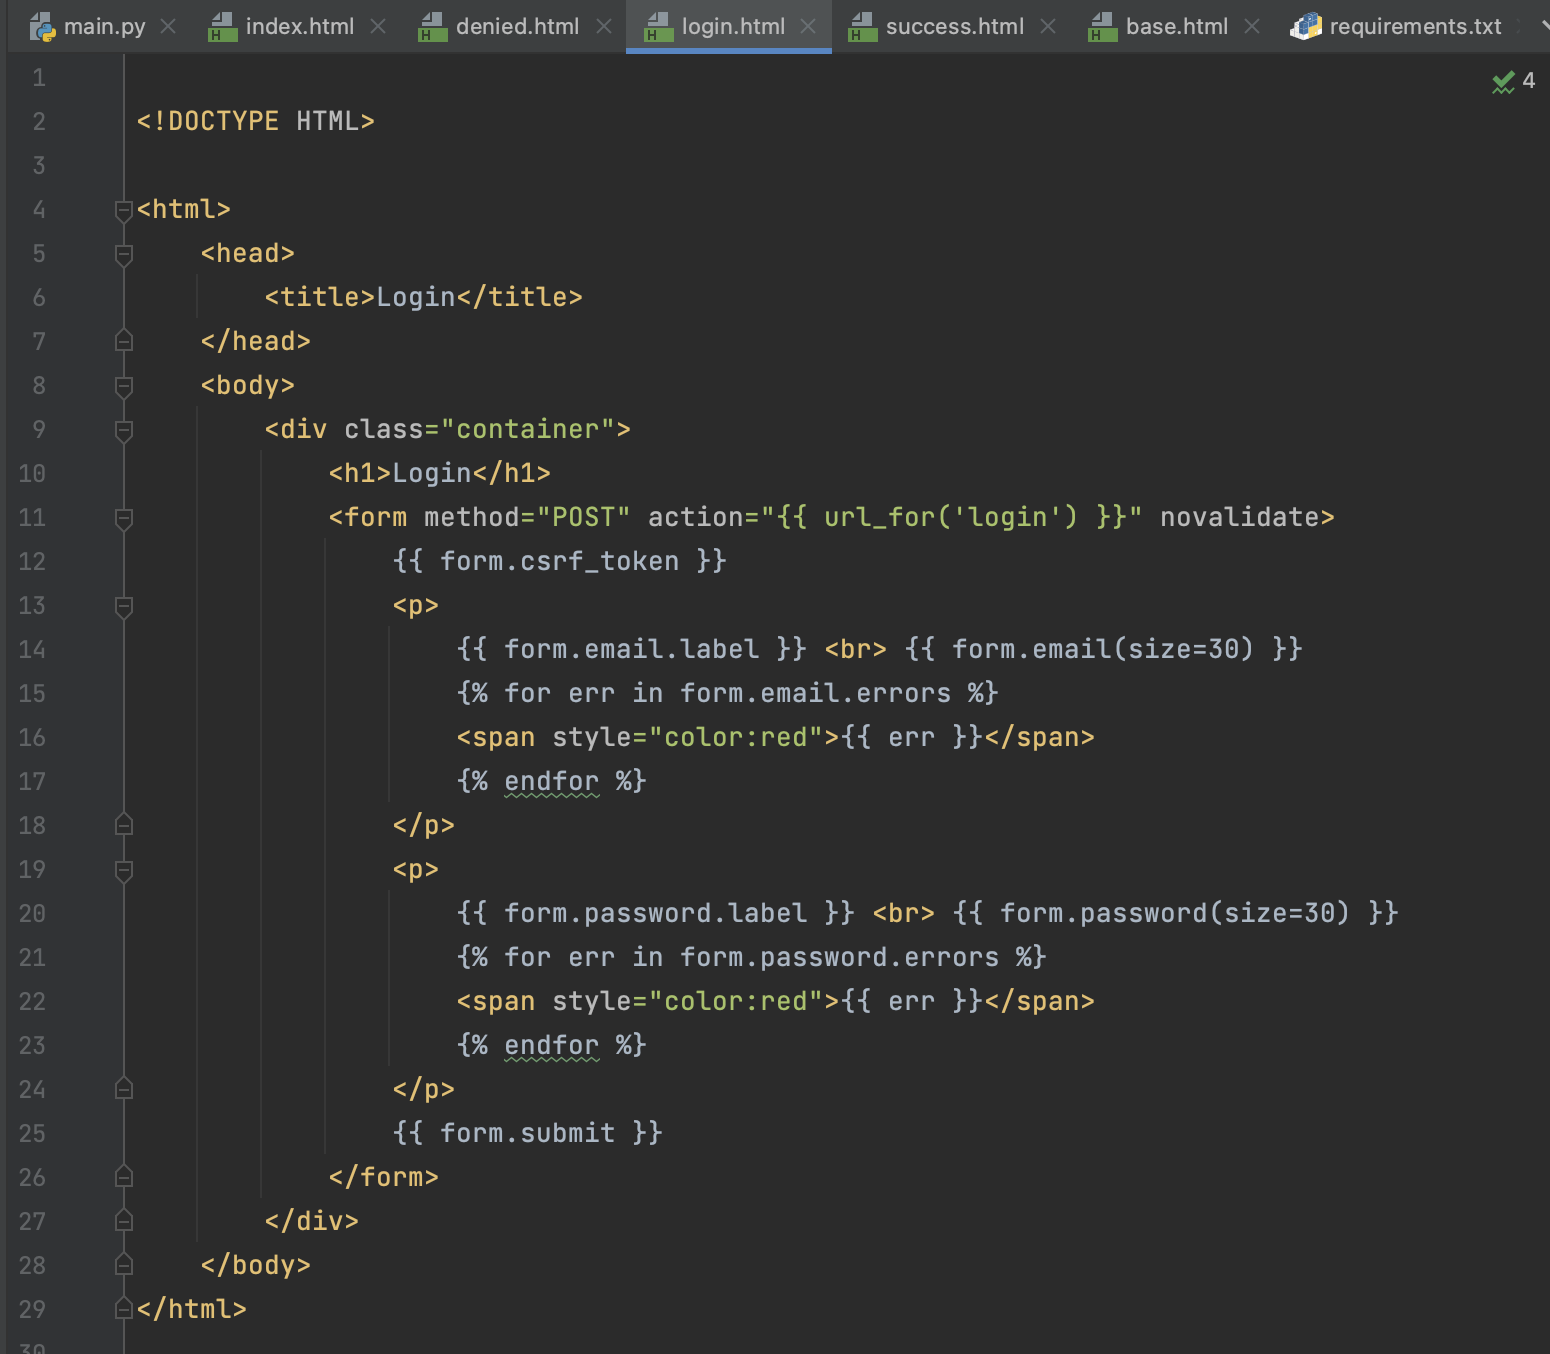 main.py index.html denied.html login.html success.html base.html requirements.txt
4
1
2 <!DOCTYPE HTML>
3
4 <html>
5 <head>
6 <title>Login</title>
7 </head>
8 <body>
9 <div class="container">
10 <h1>Login</h1>
11 <form method="POST" action="{{ url_for('login') }}" novalidate>
12 {{ form.csrf_token }}
13 <p>
14 {{ form.email.label }} <br> {{ form.email(size=30) }}
15 {% for err in form.email.errors %}
16 <span style="color:red">{{ err }}</span>
17 {% endfor %}
18 </p>
19 <p>
20 {{ form.password.label }} <br> {{ form.password(size=30) }}
21 {% for err in form.password.errors %}
22 <span style="color:red">{{ err }}</span>
23 {% endfor %}
24 </p>
25 {{ form.submit }}
26 </form>
27 </div>
28 </body>
29 </html>
30